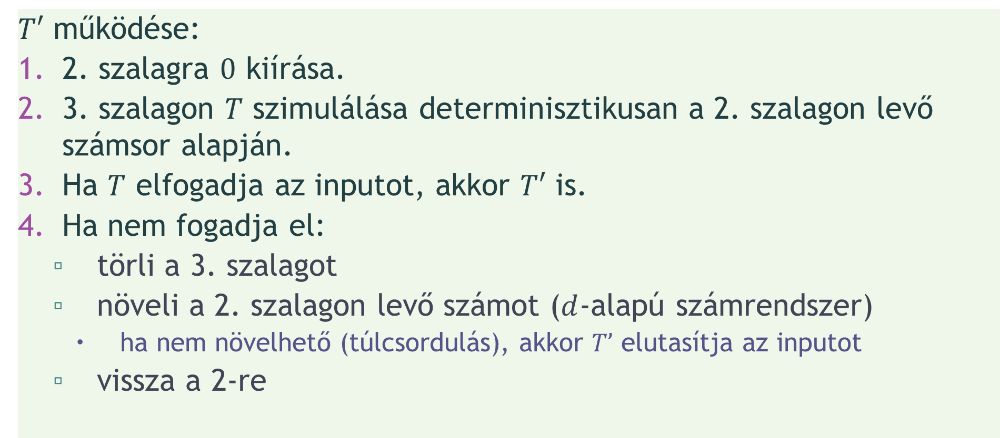 T′ működése:
1. 2. szalagra 0 kiírása.
2. 3. szalagon T szimulálása determinisztikusan a 2. szalagon levő
számsor alapján.
3. Ha T elfogadja az inputot, akkor T′ is.
4. Ha nem fogadja el:
▫ törli a 3. szalagot
▫ növeli a 2. szalagon levő számot (d-alapú számrendszer)
• ha nem növelhető (túlcsordulás), akkor T’ elutasítja az inputot
▫ vissza a 2-re